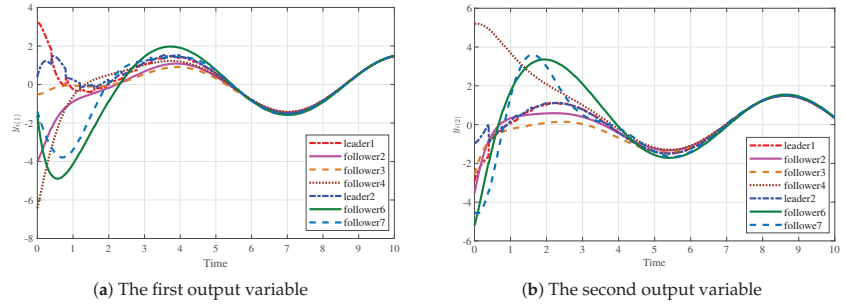 4
2
0
-2
-4
-6
-8
0 1 2 3 4 5 6 7 8 9 10
Time
yi(1)
leader1
follower2
follower3
follower4
leader2
follower6
follower7
(a) The first output variable
6
4
2
0
-2
-4
-6
0 1 2 3 4 5 6 7 8 9 10
Time
yi(2)
leader1
follower2
follower3
follower4
leader2
follower6
followe7
(b) The second output variable